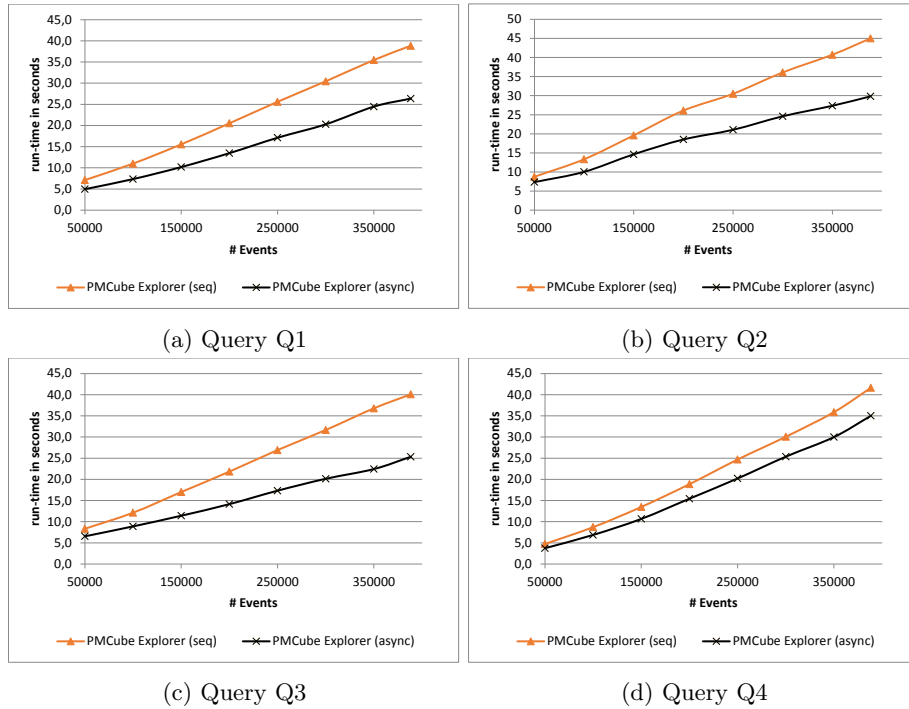 45,0
40,0
35,0
30,0
25,0
20,0
15,0
10,0
5,0
0,0
run-time in seconds
50000 150000 250000 350000
# Events
PMCube Explorer (seq) PMCube Explorer (async)
(a) Query Q1
50
45
40
35
30
25
20
15
10
5
0
run-time in seconds
50000 150000 250000 350000
# Events
PMCube Explorer (seq) PMCube Explorer (async)
(b) Query Q2
45,0
40,0
35,0
30,0
25,0
20,0
15,0
10,0
5,0
0,0
run-time in seconds
50000 150000 250000 350000
# Events
PMCube Explorer (seq) PMCube Explorer (async)
(c) Query Q3
45,0
40,0
35,0
30,0
25,0
20,0
15,0
10,0
5,0
0,0
run-time in seconds
50000 150000 250000 350000
# Events
PMCube Explorer (seq) PMCube Explorer (async)
(d) Query Q4